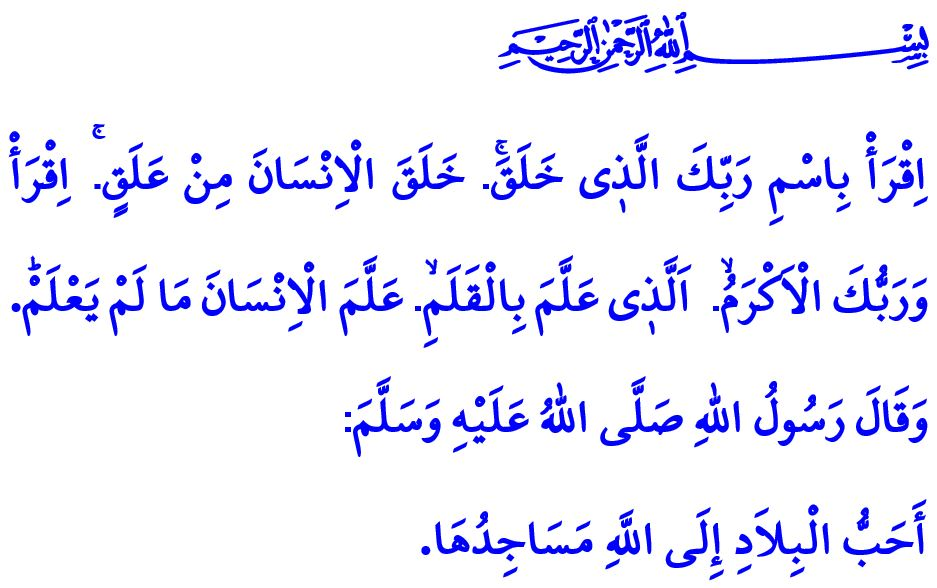 بِسْمِ اللهِ الرَّحْمٰنِ الرَّحِيمِ
اِقْرَأْ بِاسْمِ رَبِّكَ الَّذٖى خَلَقَۚ. خَلَقَ الْاِنْسَانَ مِنْ عَلَقٍۚ. اِقْرَأْ
وَرَبُّكَ الْاَكْرَمُۙ. اَلَّذٖى عَلَّمَ بِالْقَلَمِۙ. عَلَّمَ الْاِنْسَانَ مَا لَمْ يَعْلَمْؕ.
وَقَالَ رَسُولُ اللهِ صَلَّى اللهُ عَلَيْهِ وَسَلَّمَ:
أَحَبُّ الْبِلاَدِ إِلَى اللَّهِ مَسَاجِدُهَا.